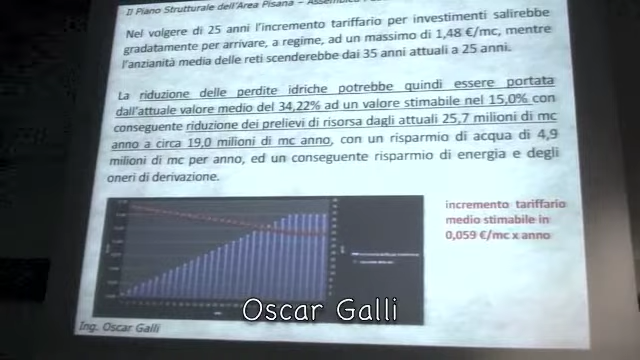 Il Piano Strutturale dell'Area Pisana –
Nel volgere di 25 anni l'incremento tariffario per investimenti salirebbe
gradatamente per arrivare, a regime, ad un massimo di 1,48 €/mc, mentre
l'anzianità media delle reti scenderebbe dai 35 anni attuali a 25 anni.
La riduzione delle perdite idriche potrebbe quindi essere portata
dall'attuale valore medio del 34,22% ad un valore stimabile nel 15,0% con
conseguente riduzione dei prelievi di risorsa dagli attuali 25,7 milioni di mc
anno a circa 19,0 milioni di mc anno, con un risparmio di acqua di 4,9
milioni di mc per anno, ed un conseguente risparmio di energia e degli
oneri di derivazione.
incremento tariffario
medio stimabile in
0,059 €/mc x anno
Oscar Galli
Ing. Oscar Galli